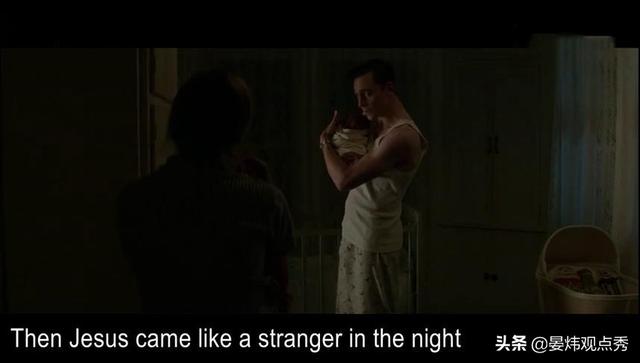 Then Jesus came like a stranger in the night
头条 @晏炜观点秀